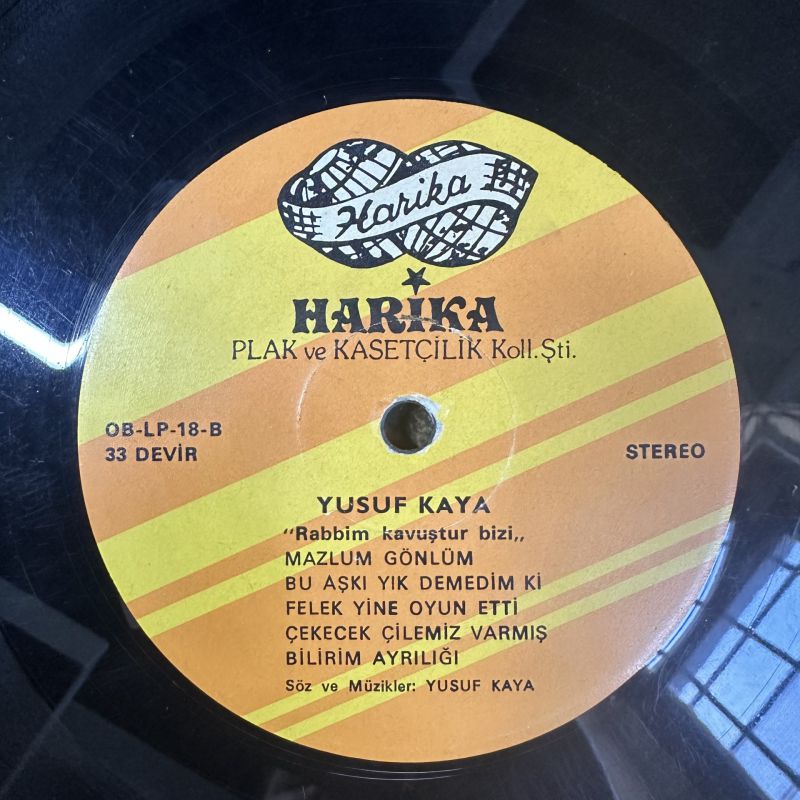 Harika
HARİKA
PLAK ve KASETÇİLİK Koll.Şti.
OB-LP-18-B
33 DEVİR
STEREO
YUSUF KAYA
"Rabbim kavuştur bizi,,
MAZLUM GÖNLÜM
BU AŞKI YIK DEMEDİM Kİ
FELEK YİNE OYUN ETTİ
ÇEKECEK ÇİLEMİZ VARMIŞ
BİLİRİM AYRILIĞI
Söz ve Müzikler: YUSUF KAYA